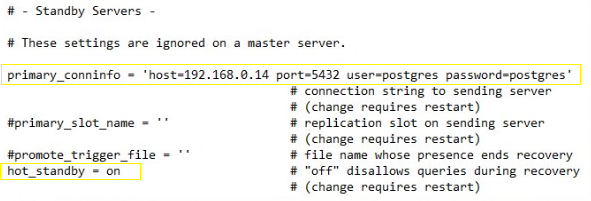 # - Standby Servers -
# These settings are ignored on a master server.
primary_conninfo = 'host=192.168.0.14 port=5432 user=postgres password=postgres'
# connection string to sending server
# (change requires restart)
#primary_slot_name = '' # replication slot on sending server
# (change requires restart)
#promote_trigger_file = '' # file name whose presence ends recovery
hot_standby = on # "off" disallows queries during recovery
# (change requires restart)